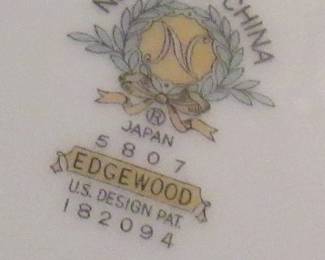 N CHINA
N
®
JAPAN
5807
EDGEWOOD
U.S. DESIGN PAT.
182094